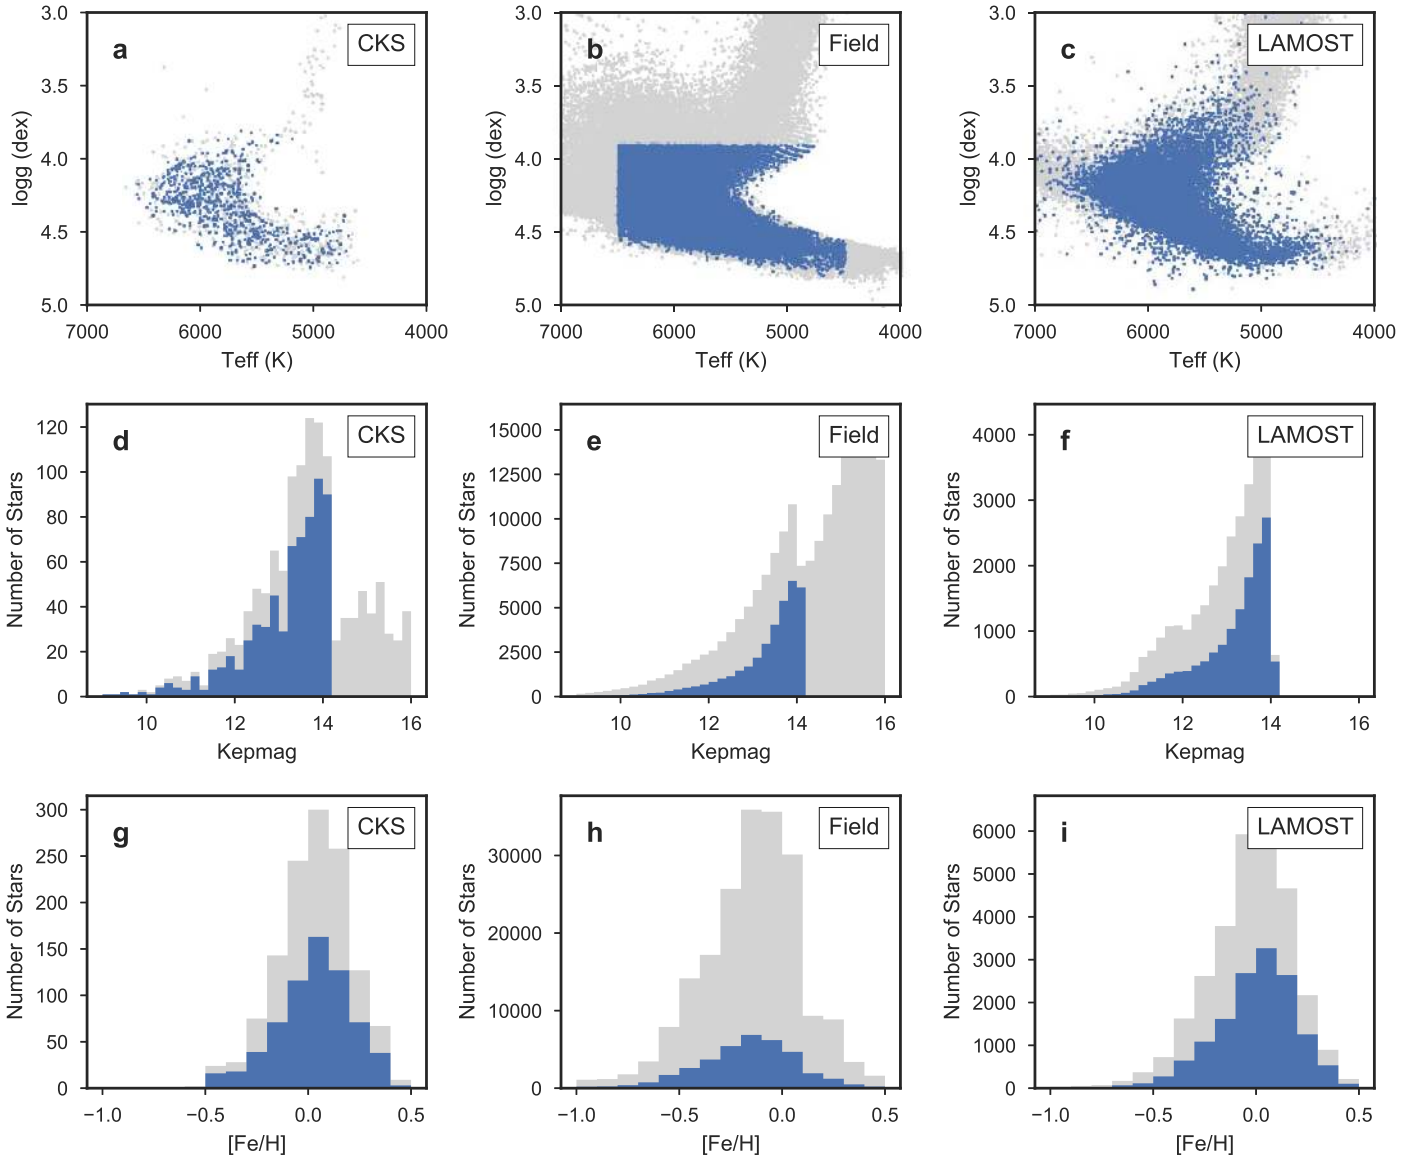 a
CKS
3.0
3.5
4.0
4.5
5.0
logg (dex)
7000 6000 5000 4000
Teff (K)
b
Field
3.0
3.5
4.0
4.5
5.0
logg (dex)
7000 6000 5000 4000
Teff (K)
c
LAMOST
3.0
3.5
4.0
4.5
5.0
logg (dex)
7000 6000 5000 4000
Teff (K)
d
CKS
120
100
80
60
40
20
0
Number of Stars
10 12 14 16
Kepmag
e
Field
15000
12500
10000
7500
5000
2500
0
Number of Stars
10 12 14 16
Kepmag
f
LAMOST
4000
3000
2000
1000
0
Number of Stars
10 12 14 16
Kepmag
g
CKS
300
250
200
150
100
50
0
Number of Stars
−1.0 −0.5 0.0 0.5
[Fe/H]
h
Field
30000
20000
10000
0
Number of Stars
−1.0 −0.5 0.0 0.5
[Fe/H]
i
LAMOST
6000
5000
4000
3000
2000
1000
0
Number of Stars
−1.0 −0.5 0.0 0.5
[Fe/H]